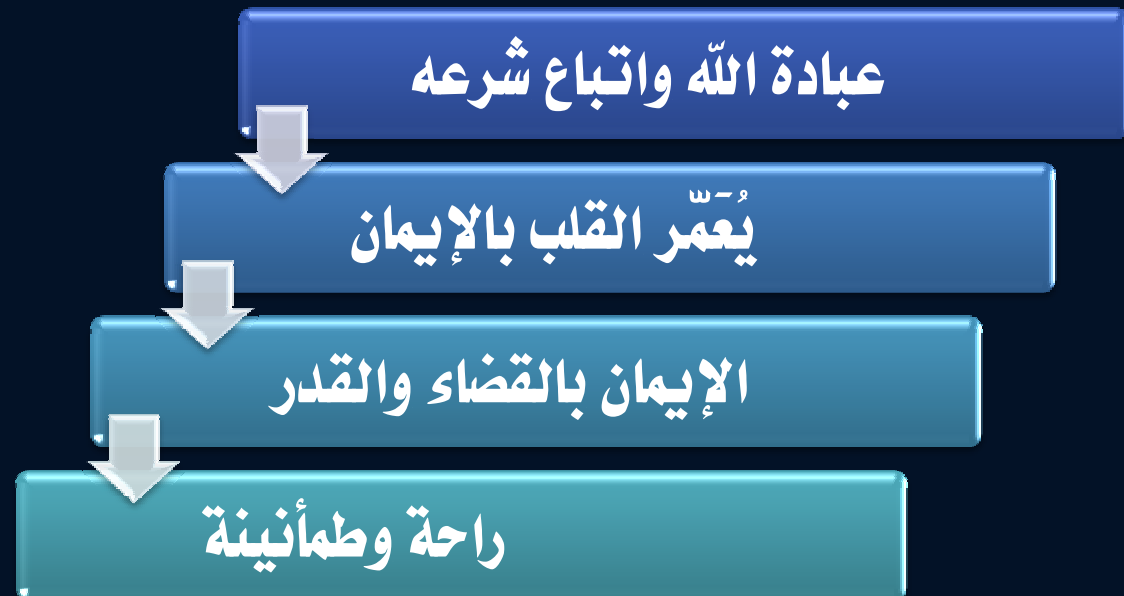 عبادة الله واتباع شرعه
يُعَمّر القلب بالإيمان
الإيمان بالقضاء والقدر
راحة وطمأنينة